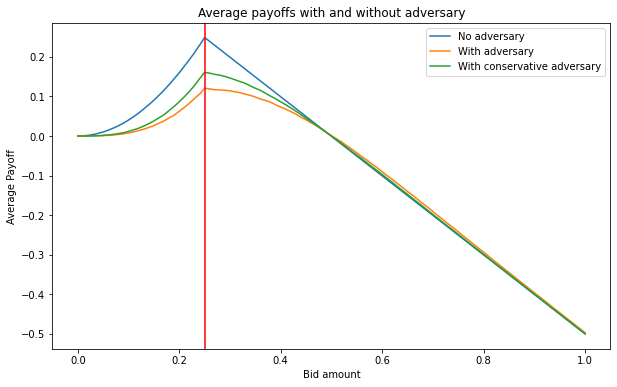 Average payoffs with and without adversary
No adversary
With adversary
With conservative adversary
0.2
0.1
0.0
−0.1
−0.2
−0.3
−0.4
−0.5
Average Payoff
0.0 0.2 0.4 0.6 0.8 1.0
Bid amount